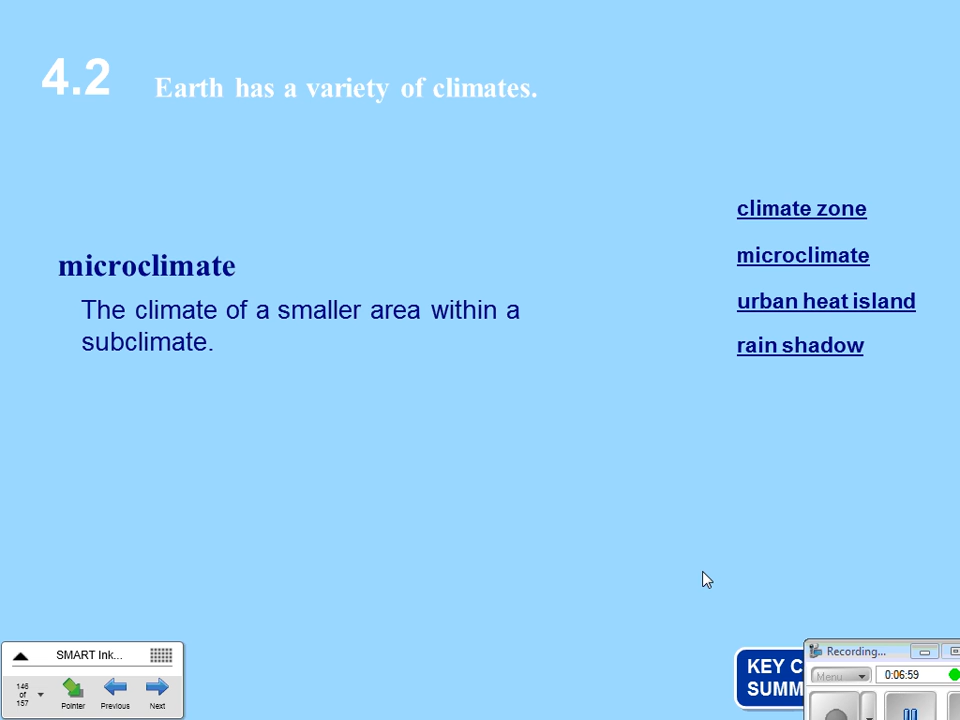 4.2 Earth has a variety of climates.
climate zone
microclimate
microclimate
The climate of a smaller area within a
subclimate.
urban heat island
rain shadow
SMART Ink...
146
of
157
Pointer Previous Next
KEY C
SUMM
Recording...
Menu 0:06:59